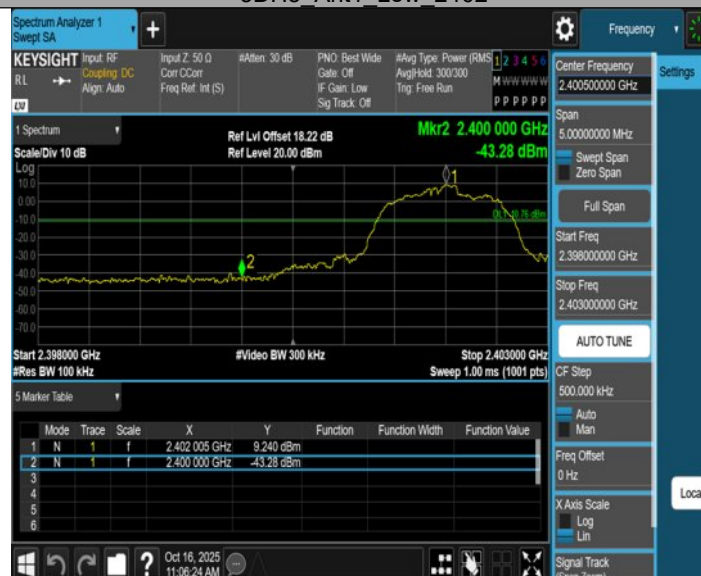 Spectrum Analyzer 1
Swept SA
+
Frequency
KEYSIGHT
RL
LXI
Input: RF
Coupling: DC
Align: Auto
Input Z: 50 Ω
Corr CCorr
Freq Ref: Int (S)
#Atten: 30 dB
PNO: Best Wide
Gate: Off
IF Gain: Low
Sig Track: Off
#Avg Type: Power (RMS
Avg|Hold: 300/300
Trig: Free Run
1 2 3 4 5 6
M W W W W W
P P P P P P
Center Frequency
2.400500000 GHz
Settings
Span
5.00000000 MHz
Swept Span
Zero Span
Full Span
Start Freq
2.398000000 GHz
Stop Freq
2.403000000 GHz
AUTO TUNE
CF Step
500.000 kHz
Auto
Man
Freq Offset
0 Hz
X Axis Scale
Log
Lin
Signal Track
Loca
1 Spectrum
Scale/Div 10 dB
Log
Ref Lvl Offset 18.22 dB
Ref Level 20.00 dBm
Mkr2 2.400 000 GHz
-43.28 dBm
10.0
0.00
-10.0
-20.0
-30.0
-40.0
-50.0
-60.0
-70.0
1
DL1 -10.76 dBm
2
Start 2.398000 GHz
#Res BW 100 kHz
#Video BW 300 kHz
Stop 2.403000 GHz
Sweep 1.00 ms (1001 pts)
5 Marker Table
Mode Trace Scale X Y Function Function Width Function Value
1 N 1 f 2.402 005 GHz 9.240 dBm
2 N 1 f 2.400 000 GHz -43.28 dBm
3
4
5
6
?
Oct 16, 2025
11:06:24 AM